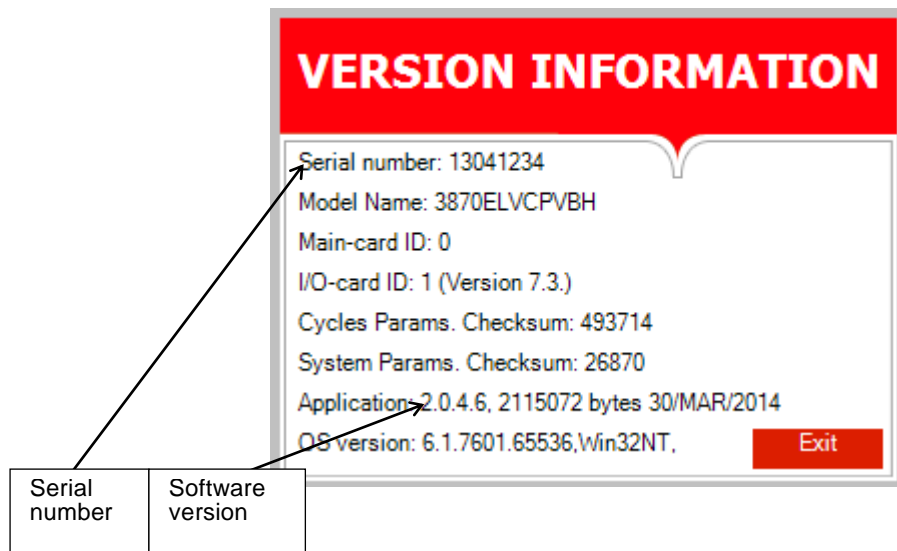 VERSION INFORMATION
Serial number: 13041234
Model Name: 3870ELVCPVBH
Main-card ID: 0
I/O-card ID: 1 (Version 7.3.)
Cycles Params. Checksum: 493714
System Params. Checksum: 26870
Application: 2.0.4.6, 2115072 bytes 30/MAR/2014
OS version: 6.1.7601.65536,Win32NT,
Exit
Serial
number
Software
version